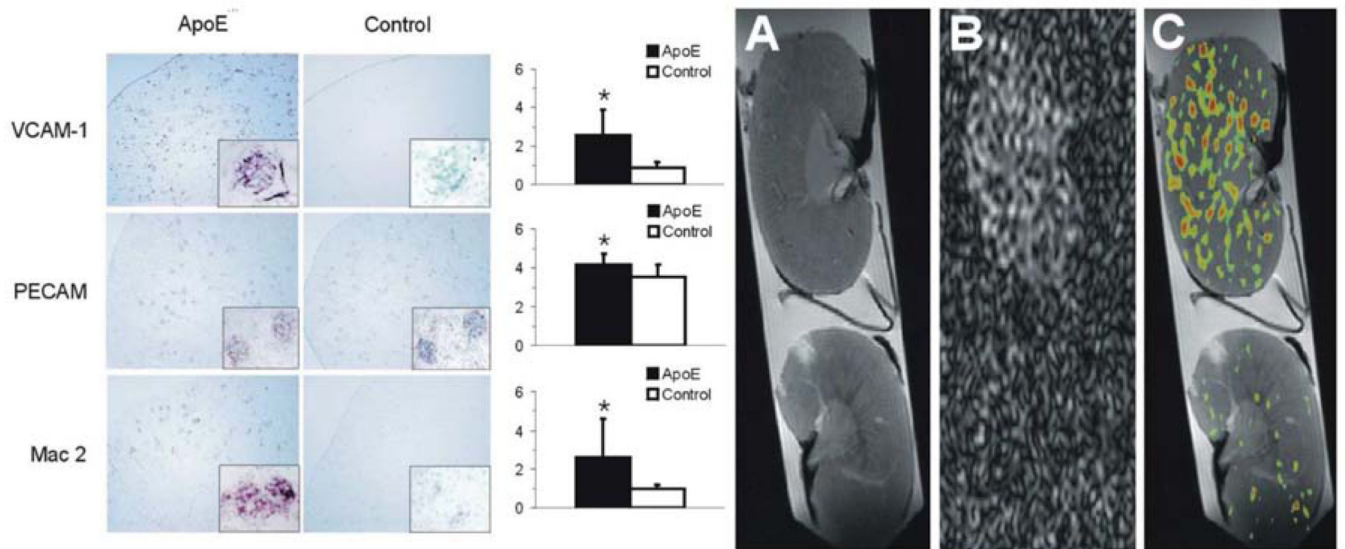 ApoE
Control
VCAM-1
ApoE
Control
6
4
2
0
*
PECAM
ApoE
Control
6
4
2
0
*
Mac 2
ApoE
Control
6
4
2
0
*
A
B
C